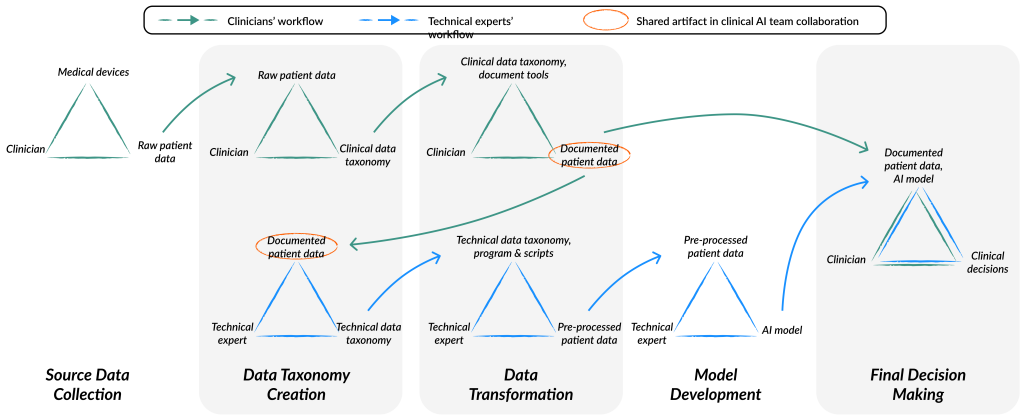 Clinicians' workflow
Technical experts'
workflow
Shared artifact in clinical AI team collaboration
Medical devices
Clinician
Raw patient
data
Raw patient data
Clinician
Clinical data
taxonomy
Clinical data taxonomy,
document tools
Clinician
Documented
patient data
Documented
patient data,
AI model
Clinician
Clinical
decisions
Documented
patient data
Technical
expert
Technical data
taxonomy
Technical data taxonomy,
program & scripts
Technical
expert
Pre-processed
patient data
Pre-processed
patient data
Technical
expert
AI model
Source Data
Collection
Data Taxonomy
Creation
Data
Transformation
Model
Development
Final Decision
Making